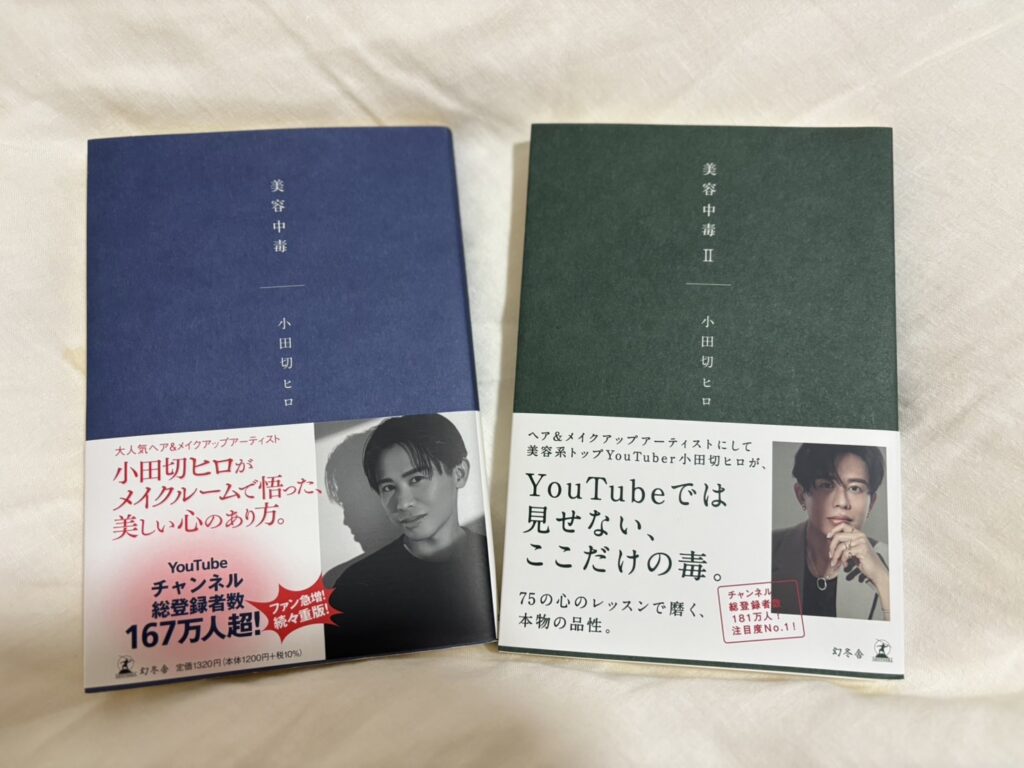 美容中毒
小田切ヒロ
大人気ヘア&メイクアップアーティスト
小田切ヒロが
メイクルームで悟った、
美しい心のあり方。
YouTube
チャンネル
総登録者数
167万人超!
ファン急増!
続々重版!
幻冬舎 定価1320円(本体1200円+税10%)
美容中毒Ⅱ
小田切ヒロ
ヘア&メイクアップアーティストにして
美容系トップYouTuber小田切ヒロが、
YouTubeでは
見せない、
ここだけの毒。
75の心のレッスンで磨く、
本物の品性。
チャンネル
総登録者数
181万人!
注目度No.1!
幻冬舎